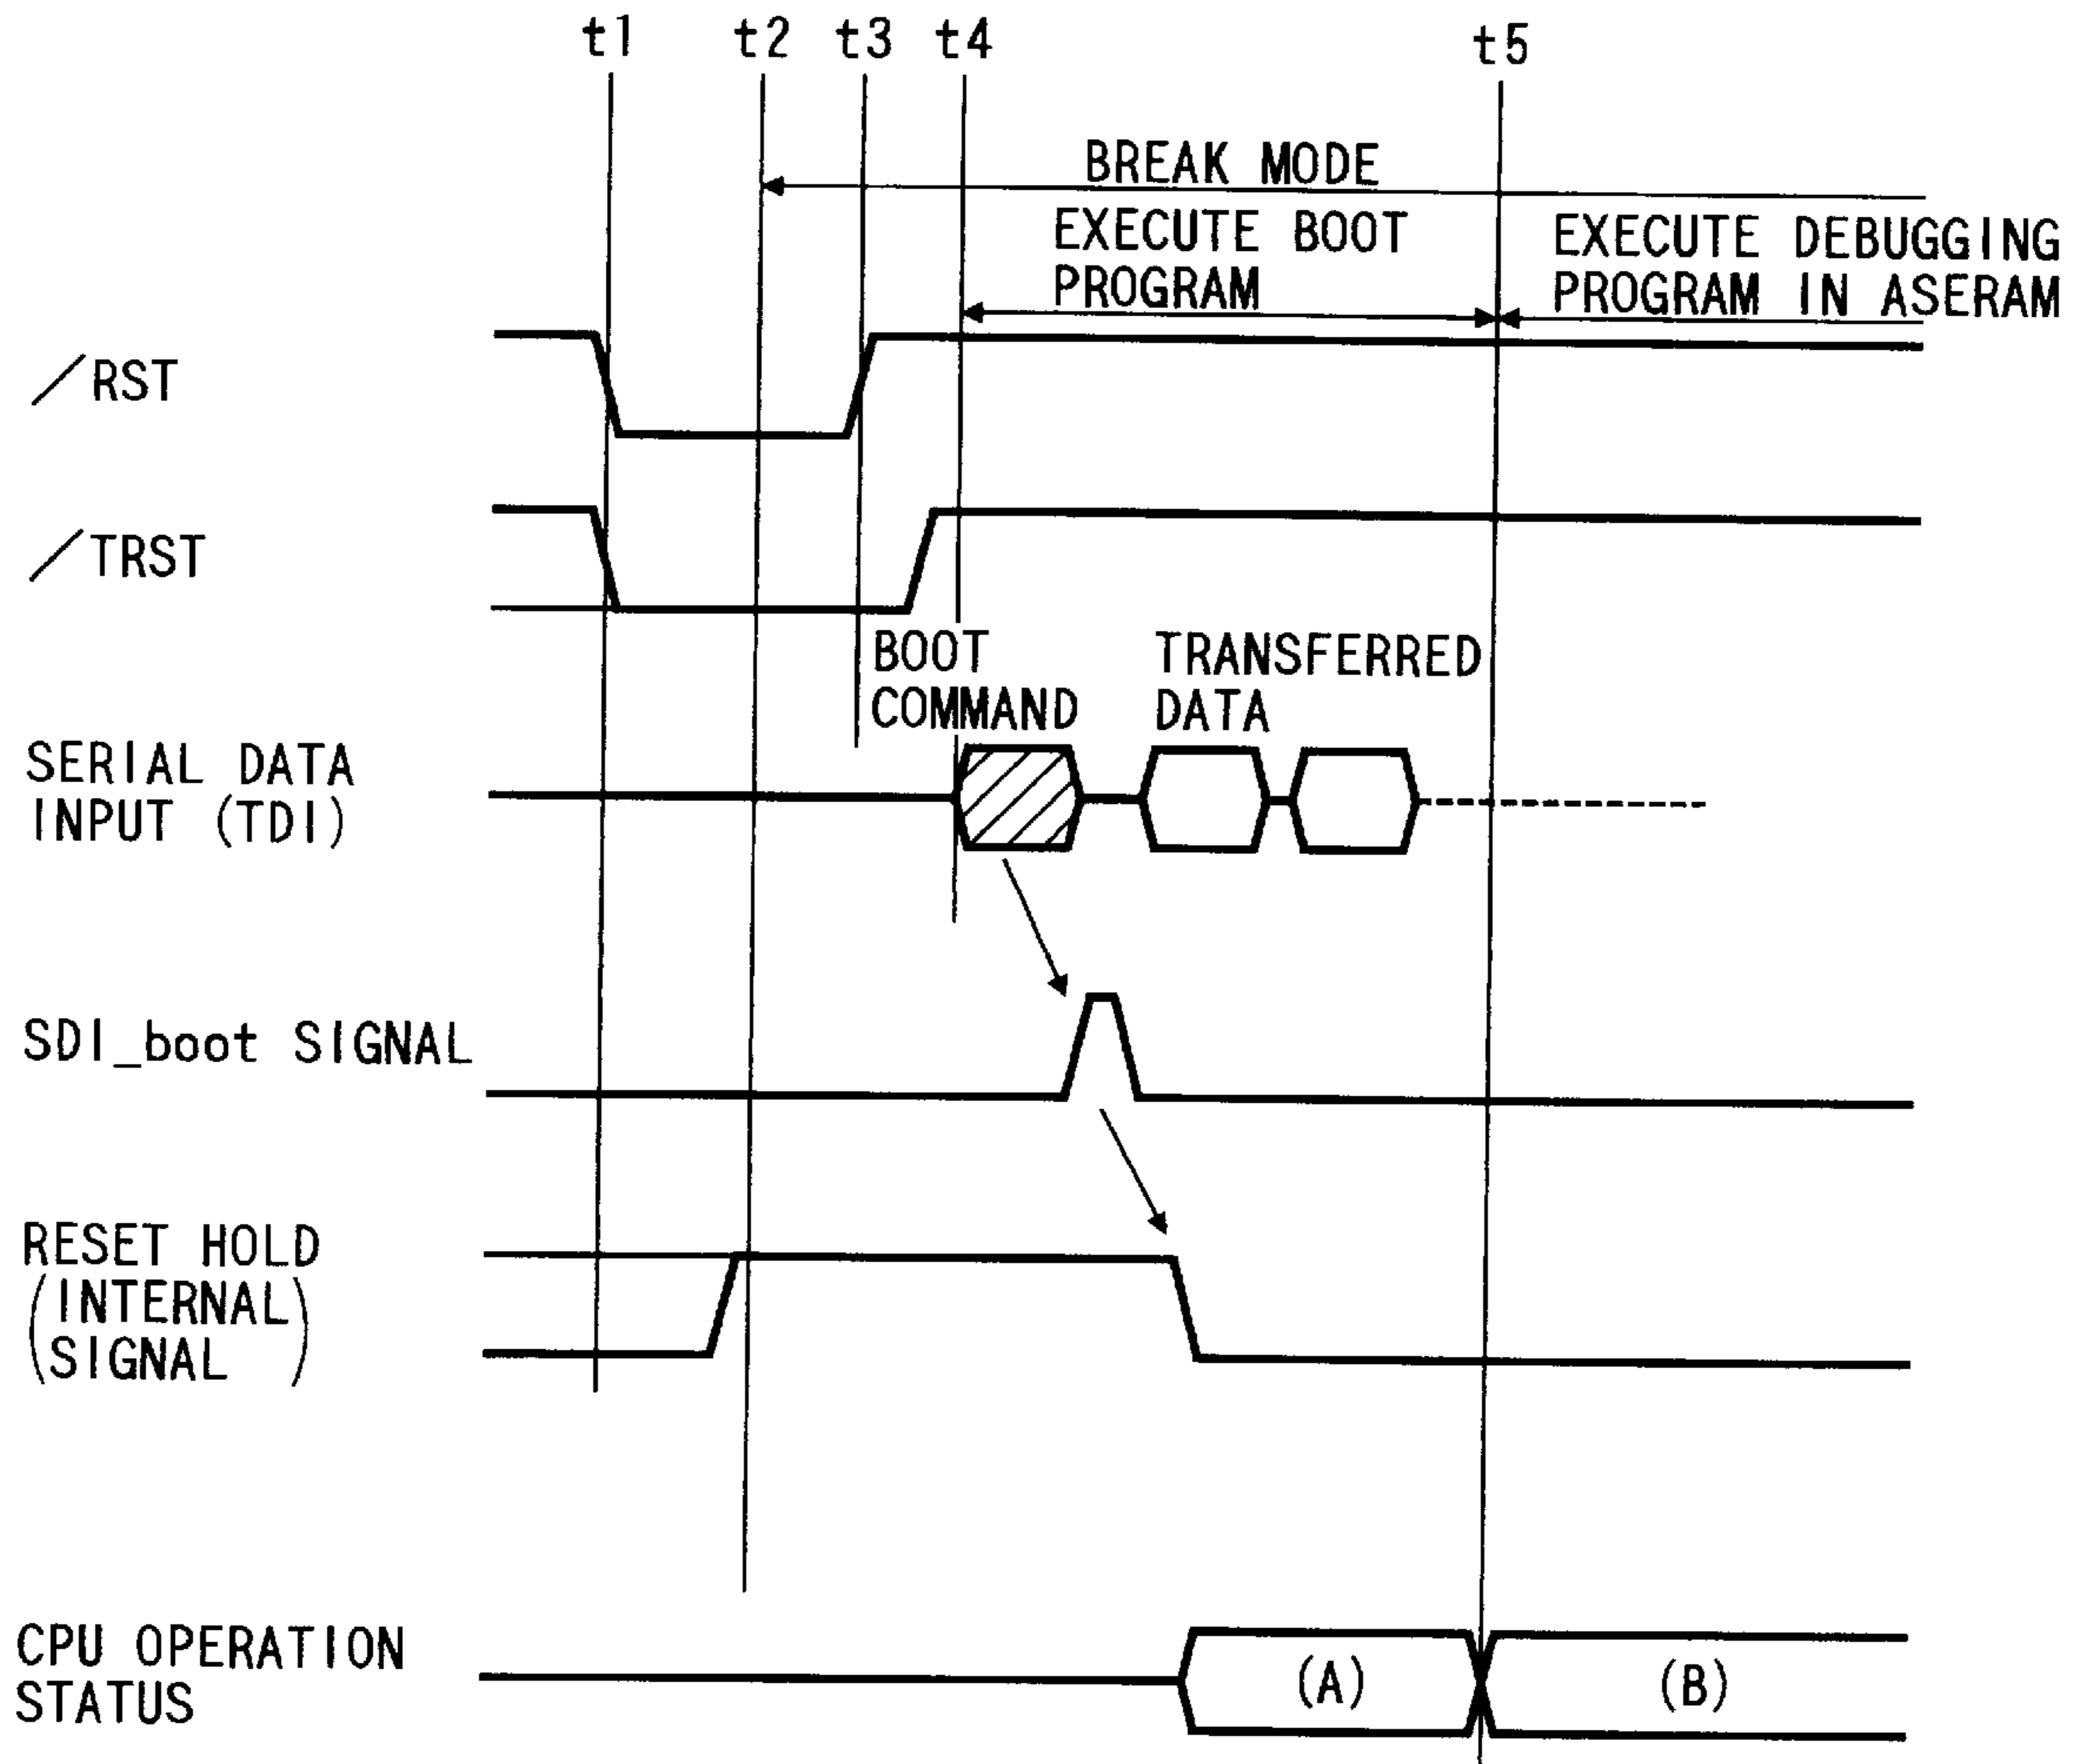 t1 t2 t3 t4 t5
BREAK MODE
EXECUTE BOOT
PROGRAM
EXECUTE DEBUGGING
PROGRAM IN ASERAM
/RST
/TRST
BOOT
COMMAND
TRANSFERRED
DATA
SERIAL DATA
INPUT (TDI)
SDI_boot SIGNAL
RESET HOLD
(INTERNAL)
(SIGNAL )
CPU OPERATION
STATUS
(A)
(B)